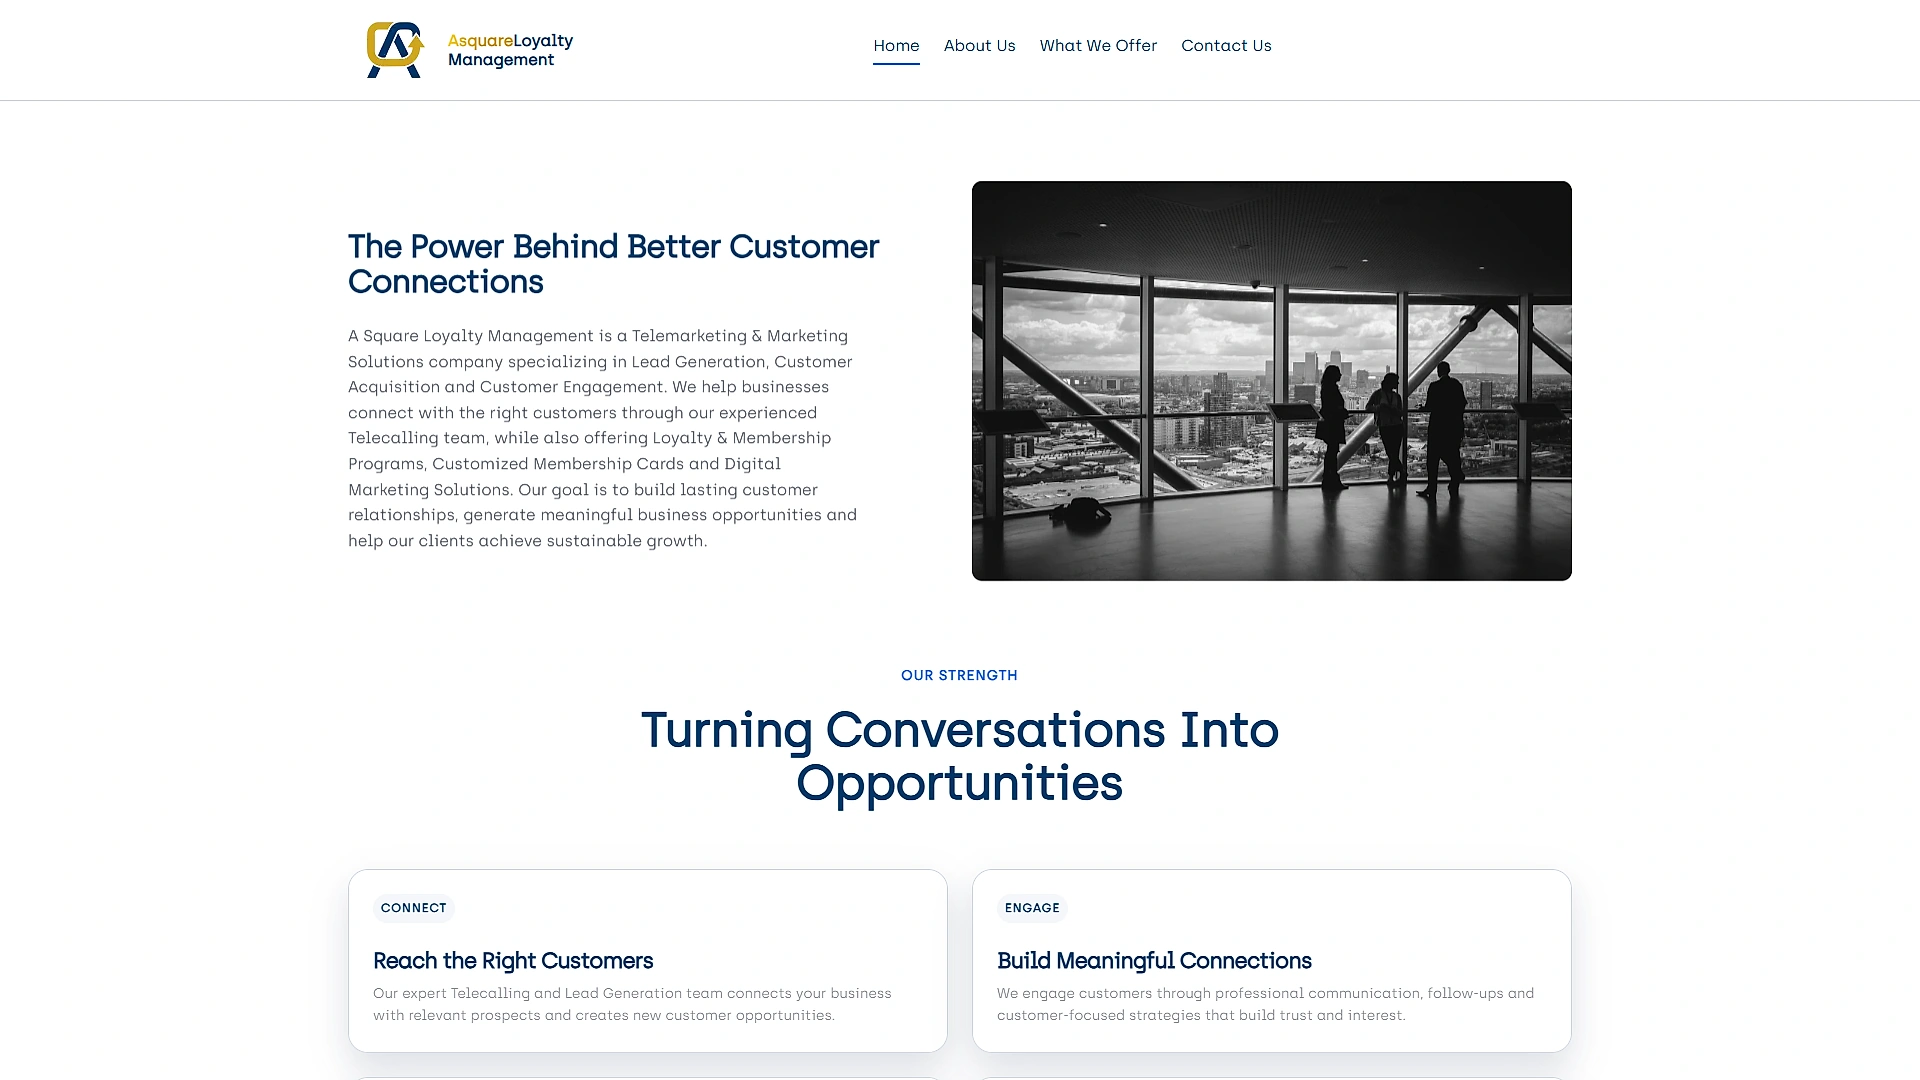 AsquareLoyalty
Management
Home
About Us
What We Offer
Contact Us
The Power Behind Better Customer
Connections
A Square Loyalty Management is a Telemarketing & Marketing
Solutions company specializing in Lead Generation, Customer
Acquisition and Customer Engagement. We help businesses
connect with the right customers through our experienced
Telecalling team, while also offering Loyalty & Membership
Programs, Customized Membership Cards and Digital
Marketing Solutions. Our goal is to build lasting customer
relationships, generate meaningful business opportunities and
help our clients achieve sustainable growth.
OUR STRENGTH
Turning Conversations Into
Opportunities
CONNECT
Reach the Right Customers
Our expert Telecalling and Lead Generation team connects your business
with relevant prospects and creates new customer opportunities.
ENGAGE
Build Meaningful Connections
We engage customers through professional communication, follow-ups and
customer-focused strategies that build trust and interest.